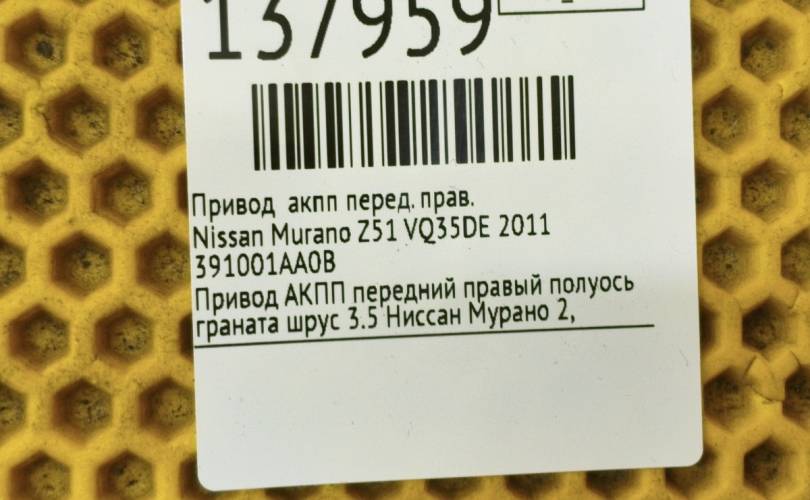 137959
Привод акпп перед. прав.
Nissan Murano Z51 VQ35DE 2011
391001AA0B
Привод АКПП передний правый полуось
граната шрус 3.5 Ниссан Мурано 2,